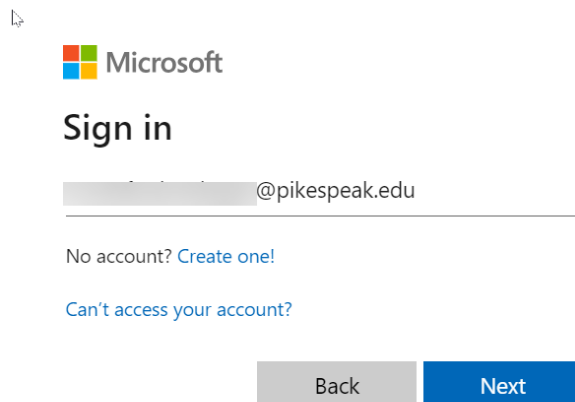 Microsoft
Sign in
@pikespeak.edu
No account? Create one!
Can't access your account?
Back Next